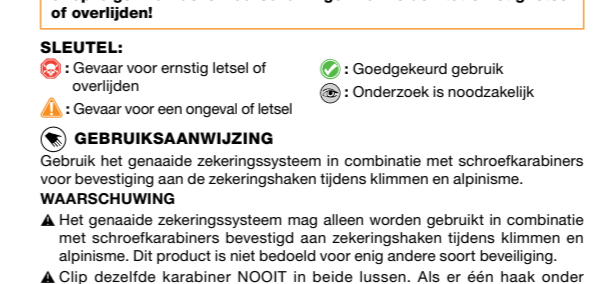 of overlijden!
SLEUTEL:
: Gevaar voor ernstig letsel of
overlijden
: Gevaar voor een ongeval of letsel
: Goedgekeurd gebruik
: Onderzoek is noodzakelijk
GEBRUIKSAANWIJZING
Gebruik het genaaide zekeringssysteem in combinatie met schroefkarabiners
voor bevestiging aan de zekeringshaken tijdens klimmen en alpinisme.
WAARSCHUWING
Het genaaide zekeringssysteem mag alleen worden gebruikt in combinatie
met schroefkarabiners bevestigd aan zekeringshaken tijdens klimmen en
alpinisme. Dit product is niet bedoeld voor enig andere soort beveiliging.
Clip dezelfde karabiner NOOIT in beide lussen. Als er één haak onder